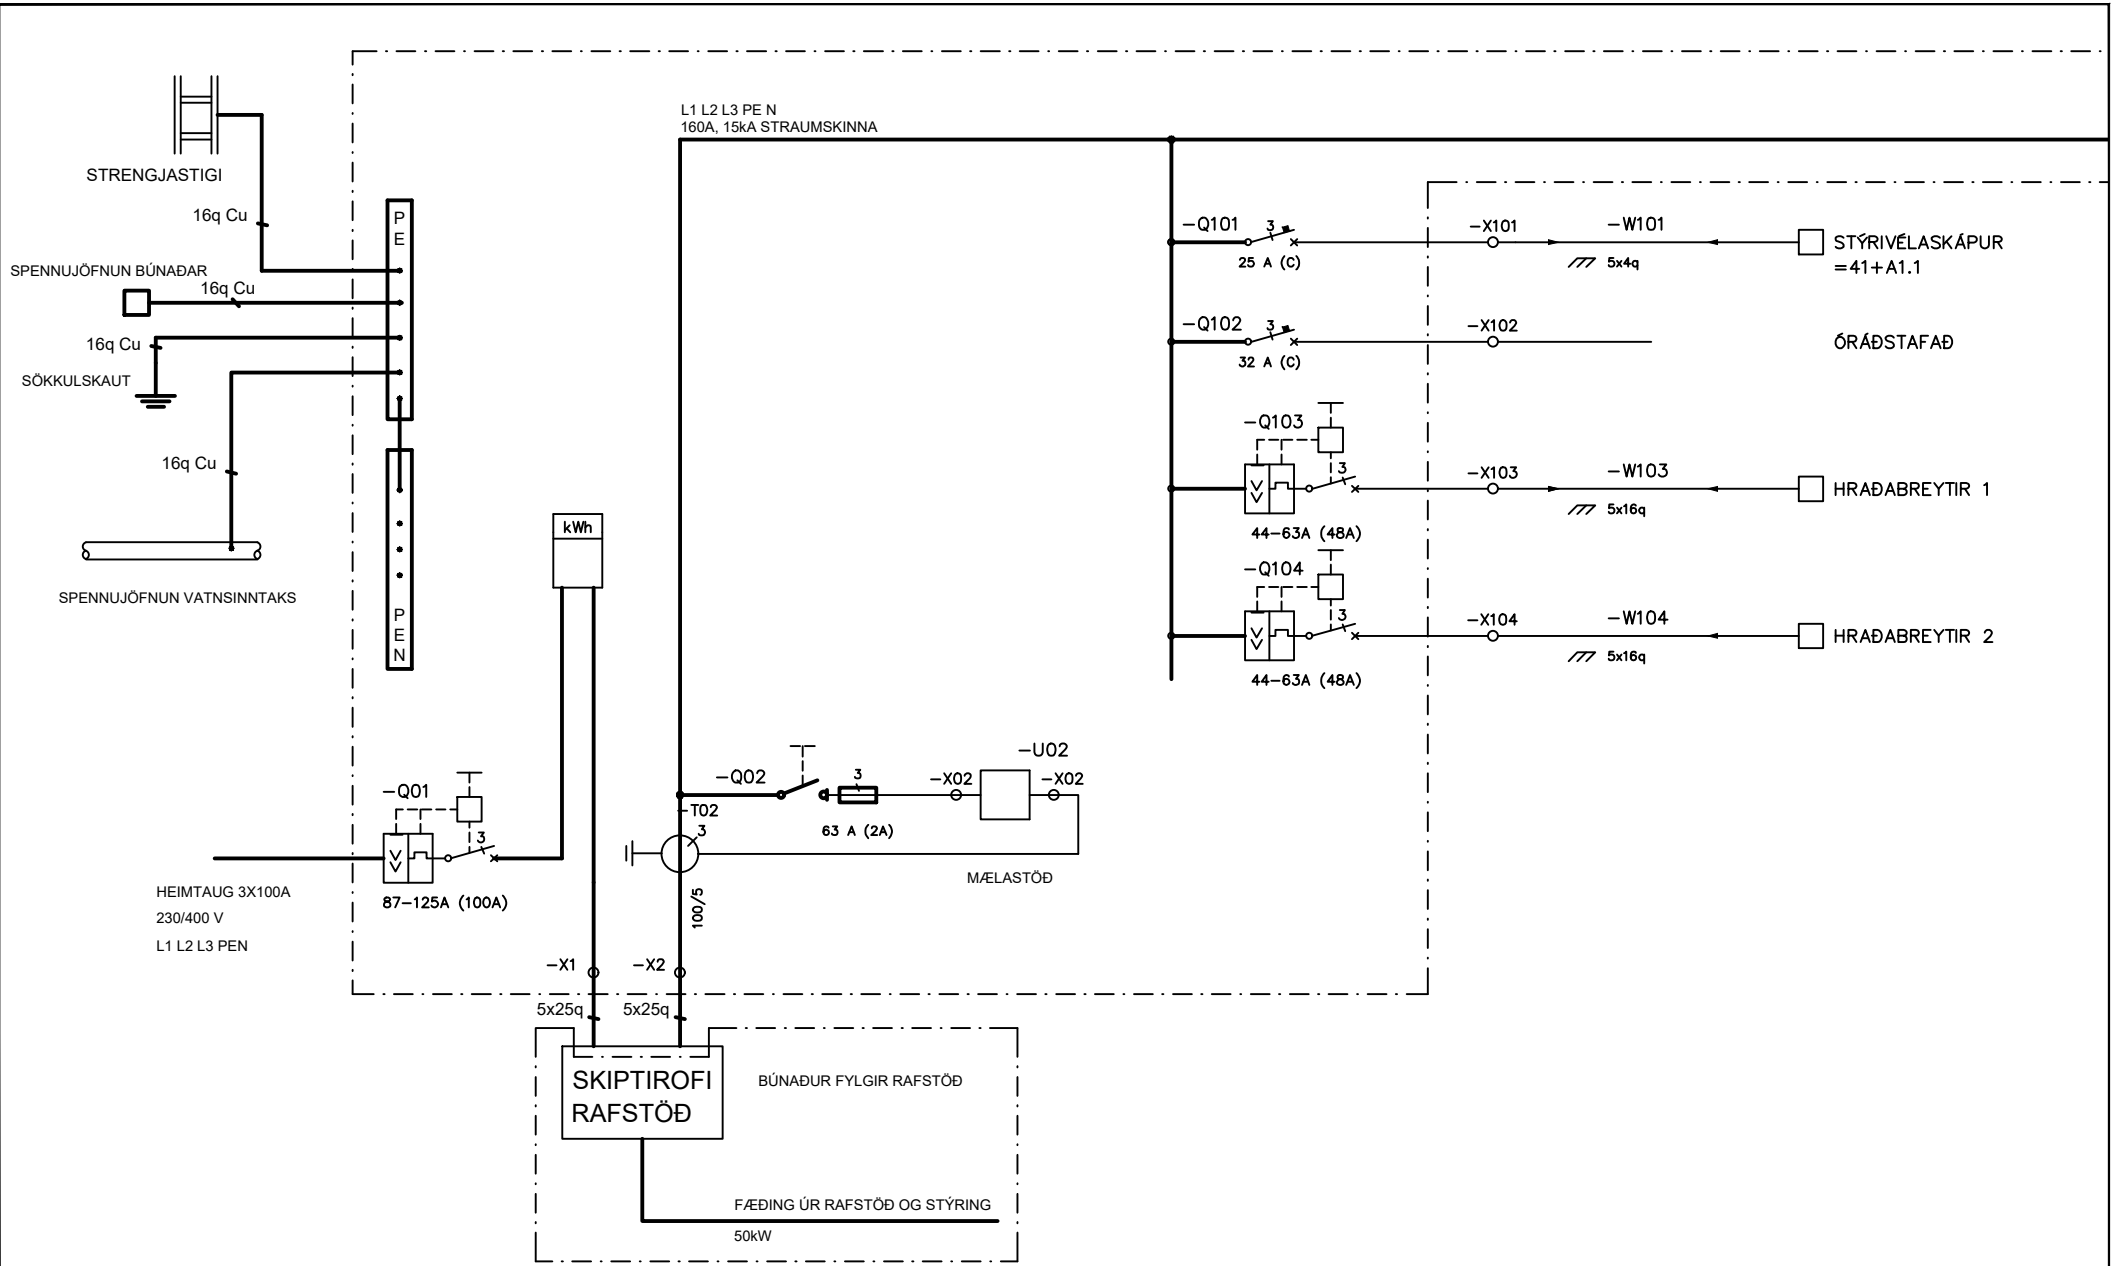 L1 L2 L3 PE N
160A, 15kA STRAUMSKINNA
STRENGJASTIGI
16q Cu
PE
SPENNUJÖFNUN BÚNAÐAR
16q Cu
16q Cu
SÖKKULSKAUT
16q Cu
SPENNUJÖFNUN VATNSINNTAKS
PEN
kWh
-Q101
3
25 A (C)
-X101
-W101
5x4q
STÝRIVÉLASKÁPUR
=41+A1.1
-Q102
3
32 A (C)
-X102
ÓRÁÐSTAFAÐ
-Q103
3
44-63A (48A)
-X103
-W103
5x16q
HRAÐABREYTIR 1
-Q104
3
44-63A (48A)
-X104
-W104
5x16q
HRAÐABREYTIR 2
-Q01
3
87-125A (100A)
HEIMTAUG 3X100A
230/400 V
L1 L2 L3 PEN
-Q02
3
63 A (2A)
-X02
-U02
-X02
-T02
3
100/5
MÆLASTÖÐ
-X1
-X2
5x25q
5x25q
SKIPTIROFI
RAFSTÖÐ
BÚNAÐUR FYLGIR RAFSTÖÐ
FÆÐING ÚR RAFSTÖÐ OG STÝRING
50kW